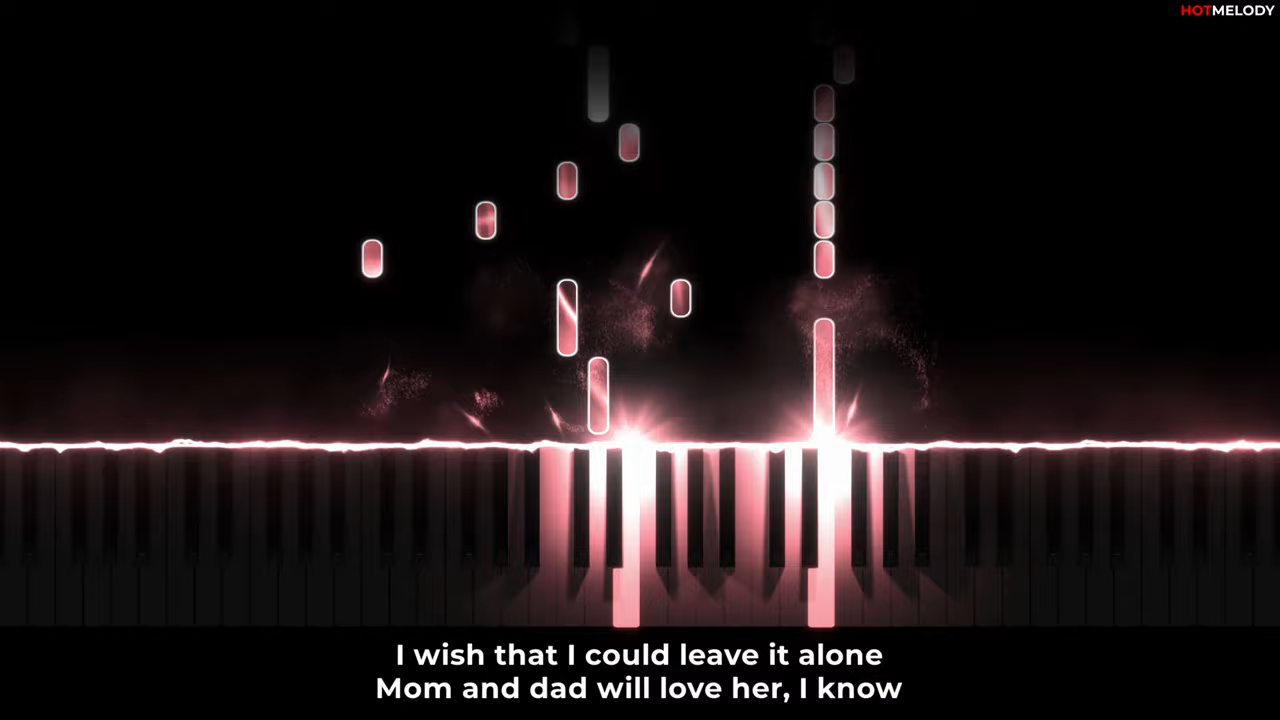 HOTMELODY
I wish that I could leave it alone
Mom and dad will love her, I know